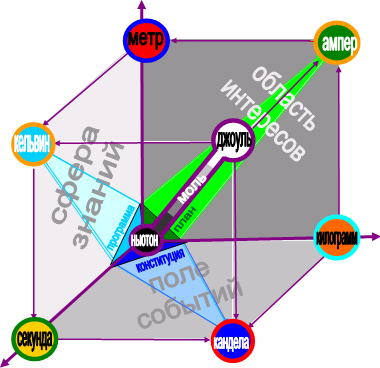 метр
ампер
область
интересов
кельвин
джоуль
сфера
знаний
моль
план
программа
ньютон
килограмм
конституция
поле
событий
секунда
кандела